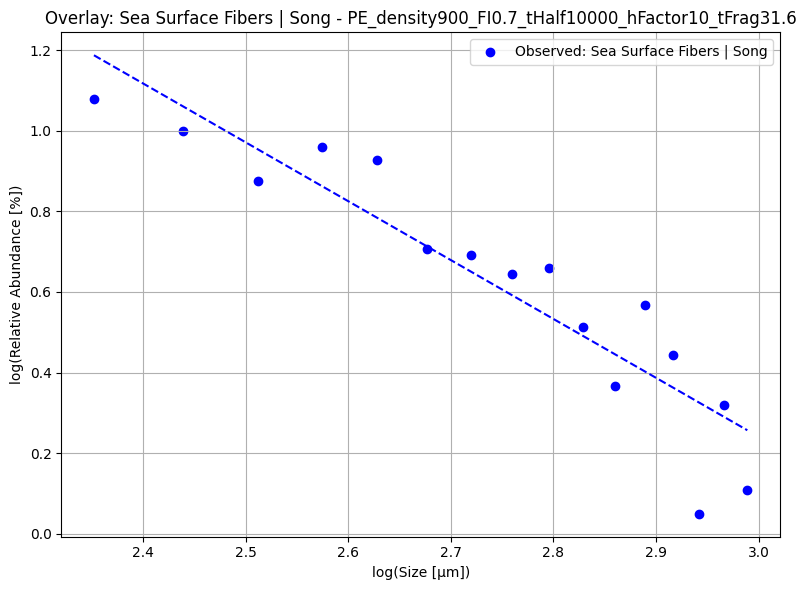 Overlay: Sea Surface Fibers | Song - PE_density900_FI0.7_tHalf10000_hFactor10_tFrag31.6
Observed: Sea Surface Fibers | Song
log(Relative Abundance [%])
1.2
1.0
0.8
0.6
0.4
0.2
0.0
2.4 2.5 2.6 2.7 2.8 2.9 3.0
log(Size [µm])